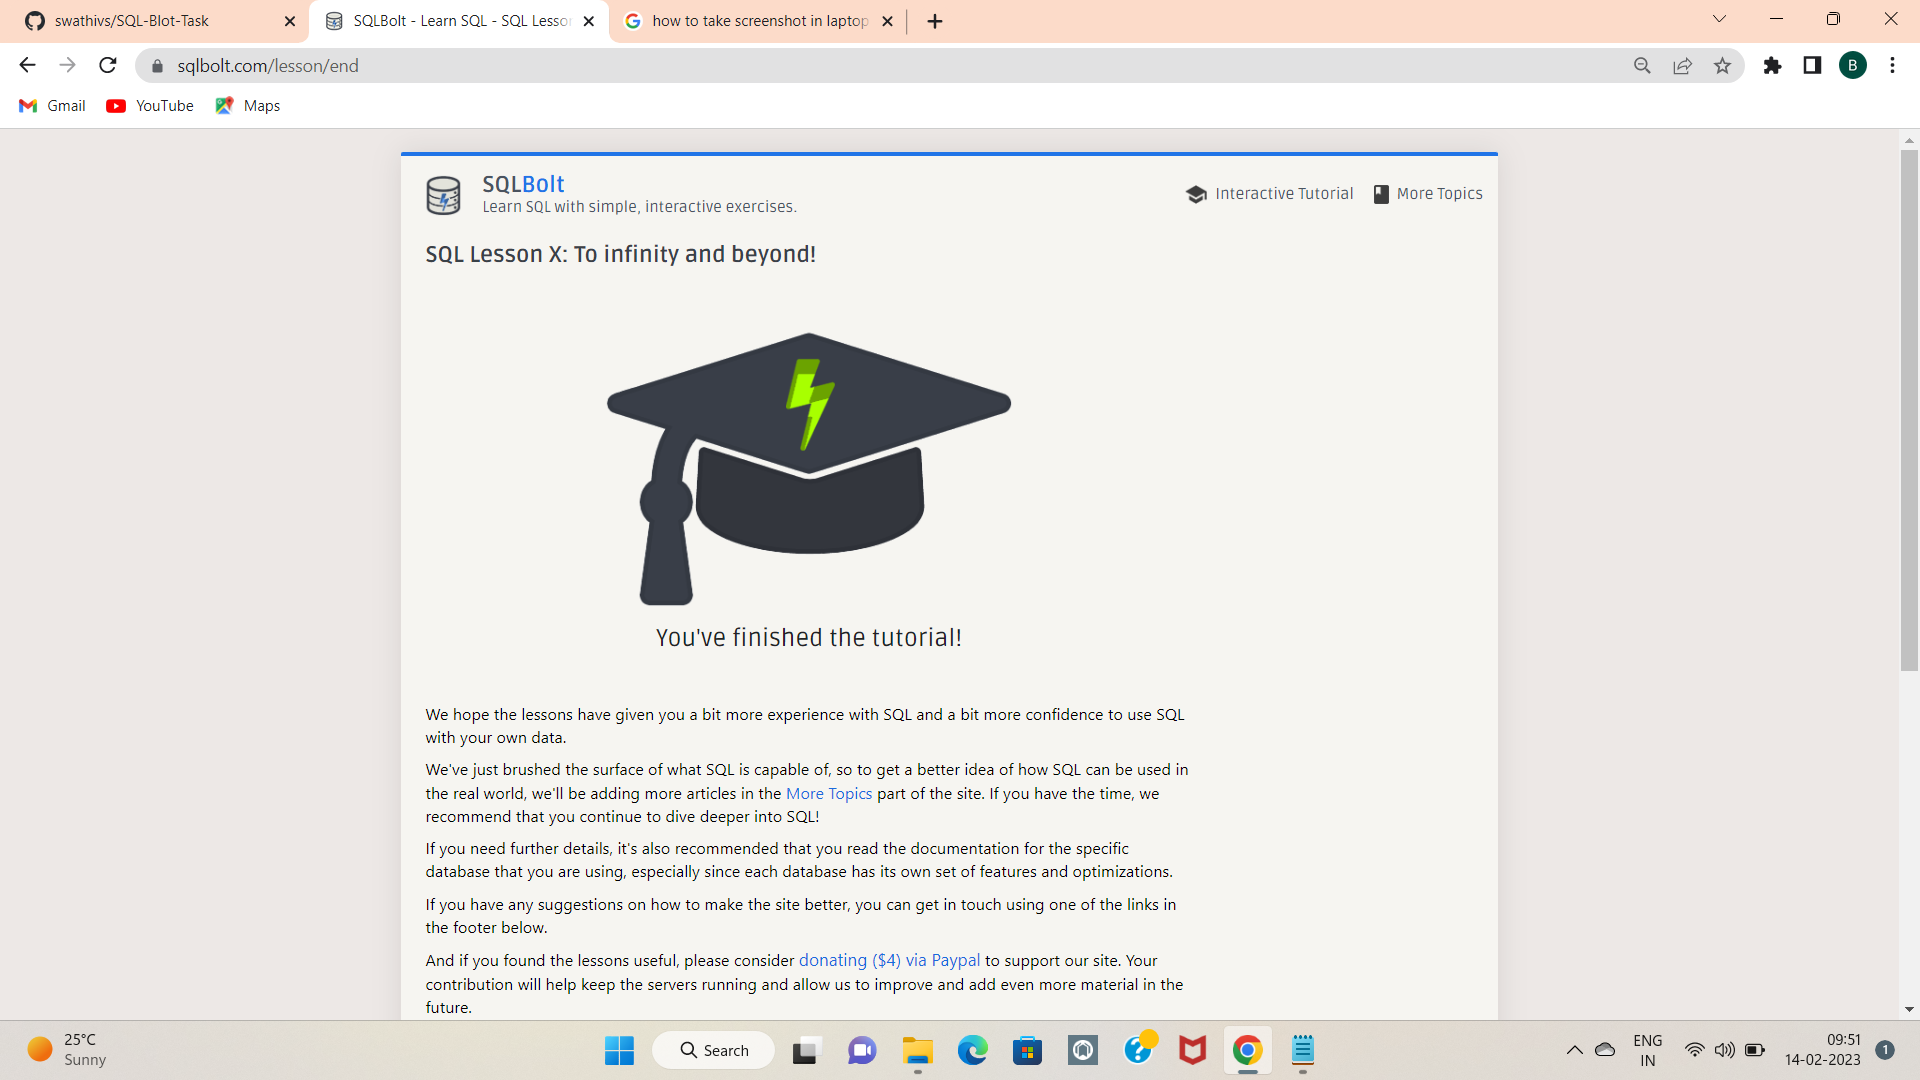 swathivs/SQL-Blot-Task
SQLBolt - Learn SQL - SQL Lesson
how to take screenshot in laptop
sqlbolt.com/lesson/end
B
Gmail
YouTube
Maps
SQLBolt
Learn SQL with simple, interactive exercises.
Interactive Tutorial
More Topics
SQL Lesson X: To infinity and beyond!
You've finished the tutorial!
We hope the lessons have given you a bit more experience with SQL and a bit more confidence to use SQL
with your own data.
We've just brushed the surface of what SQL is capable of, so to get a better idea of how SQL can be used in
the real world, we'll be adding more articles in the More Topics part of the site. If you have the time, we
recommend that you continue to dive deeper into SQL!
If you need further details, it's also recommended that you read the documentation for the specific
database that you are using, especially since each database has its own set of features and optimizations.
If you have any suggestions on how to make the site better, you can get in touch using one of the links in
the footer below.
And if you found the lessons useful, please consider donating ($4) via Paypal to support our site. Your
contribution will help keep the servers running and allow us to improve and add even more material in the
future.
25°C
Sunny
Search
ENG
IN
09:51
14-02-2023
1